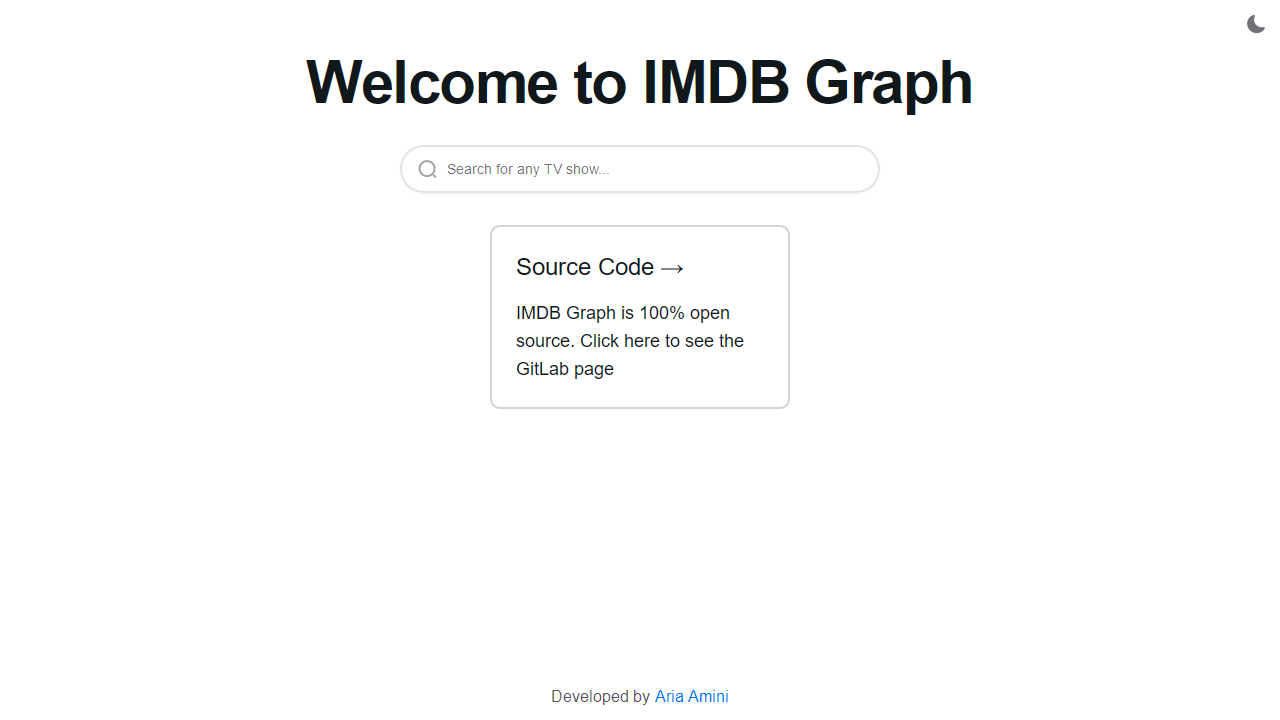 Welcome to IMDB Graph
Search for any TV show...
Source Code →
IMDB Graph is 100% open
source. Click here to see the
GitLab page
Developed by Aria Amini